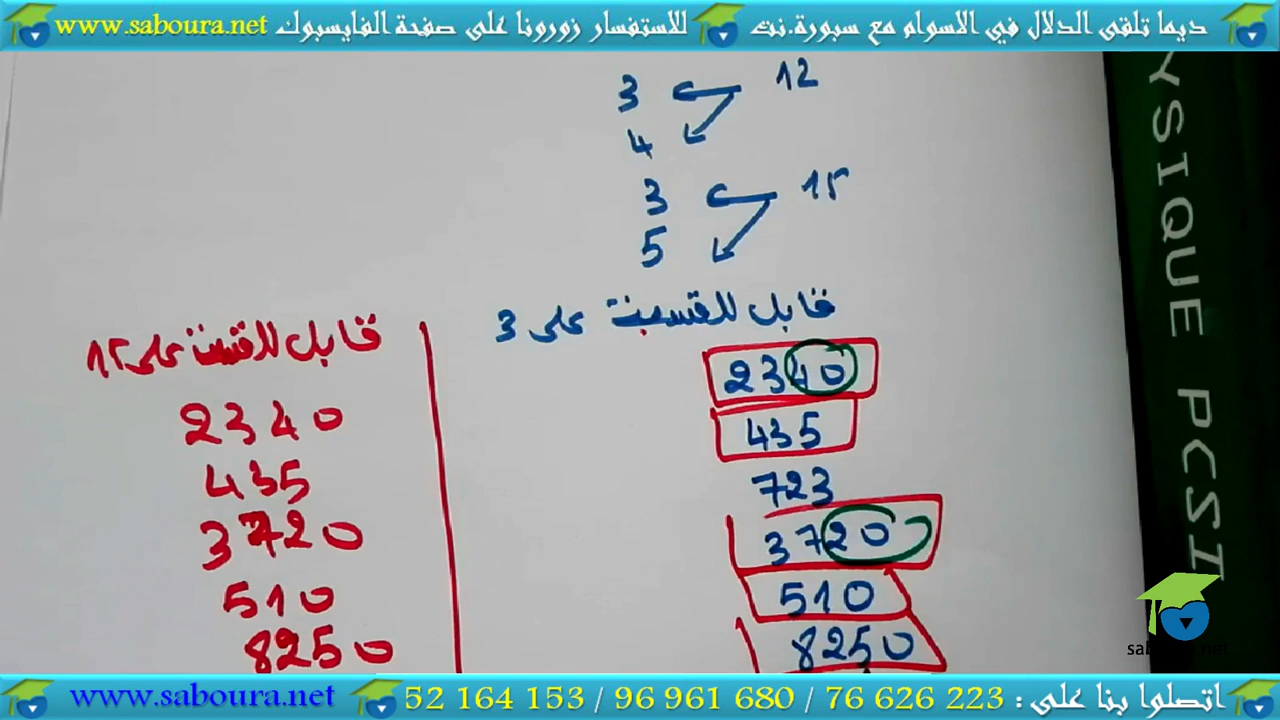 ديما تلقى الدلال في الاسوام مع سبورة.نت للاستفسار زورونا على صفحة الفايسبوك www.saboura.net
12
3
4
15
3
5
قابل للقسمة على 3
2340
435
723
3720
510
8250
قابل للقسمة على 15
2340
435
3720
510
8250
YSIQUE PCSI
saboura.net
اتصلوا بنا على : 223 626 76 / 680 961 96 / 153 164 52 www.saboura.net